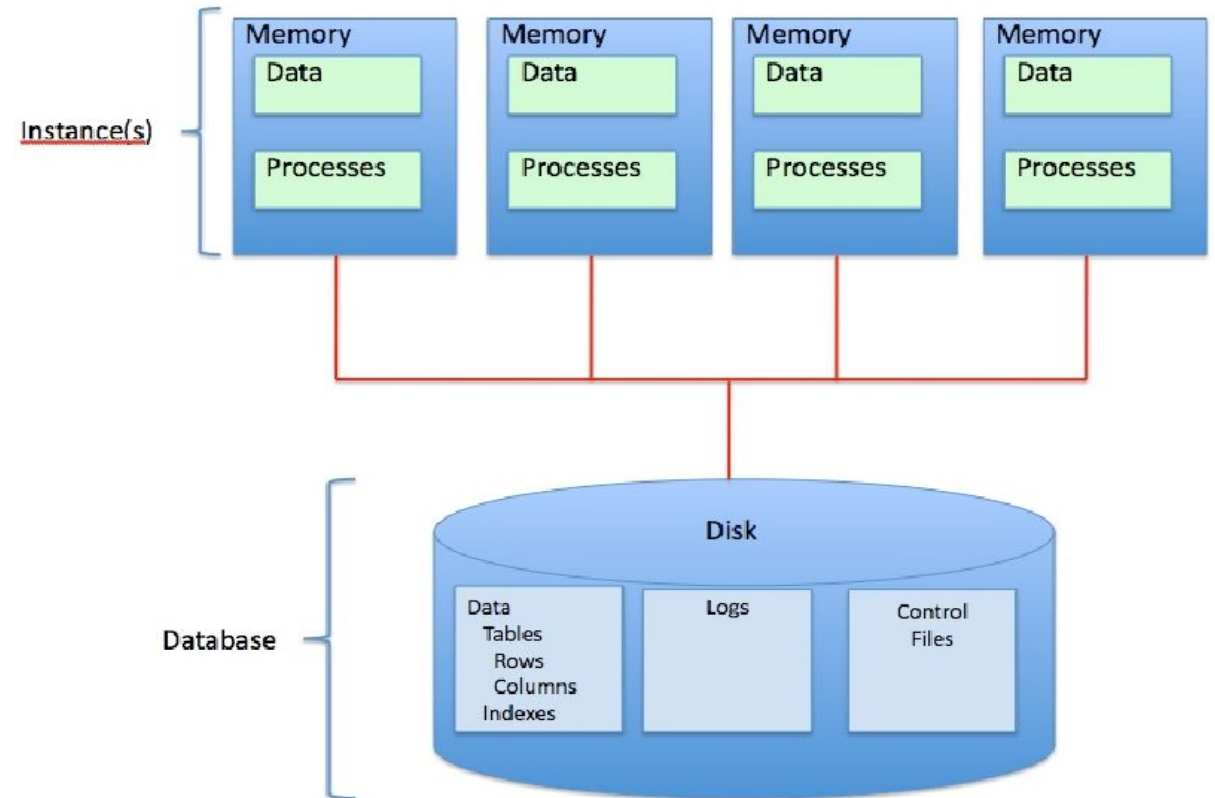 Memory
Data
Processes
Memory
Data
Processes
Memory
Data
Processes
Memory
Data
Processes
Instance(s)
Database
Disk
Data
Tables
Rows
Columns
Indexes
Logs
Control
Files